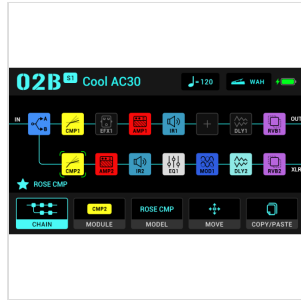 02B S1 Cool AC30 ♩=120 WAH
IN CMP1 EFX1 AMP1 IR1 + DLY1 RVB1 OUT
A
B
CMP2 AMP2 IR2 EQ1 MOD1 DLY2 RVB2 XLR
ROSE CMP
CMP2 ROSE CMP
CHAIN MODULE MODEL MOVE COPY/PASTE